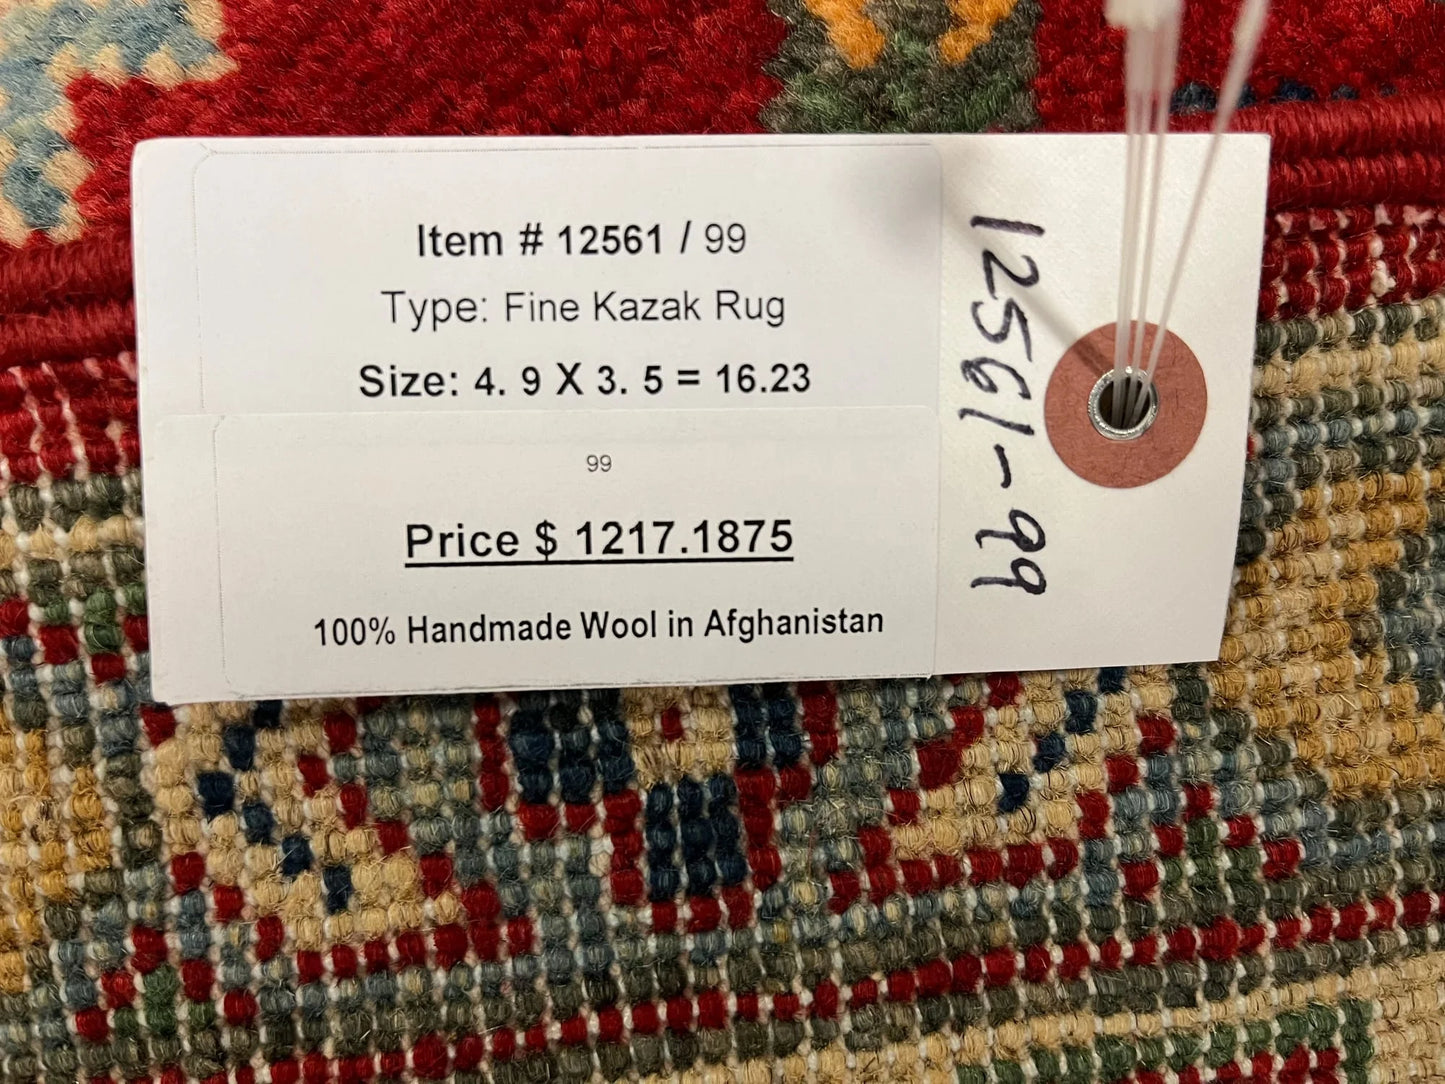 Item # 12561 / 99
Type: Fine Kazak Rug
Size: 4. 9 X 3. 5 = 16.23
99
Price $ 1217.1875
100% Handmade Wool in Afghanistan
12561-99